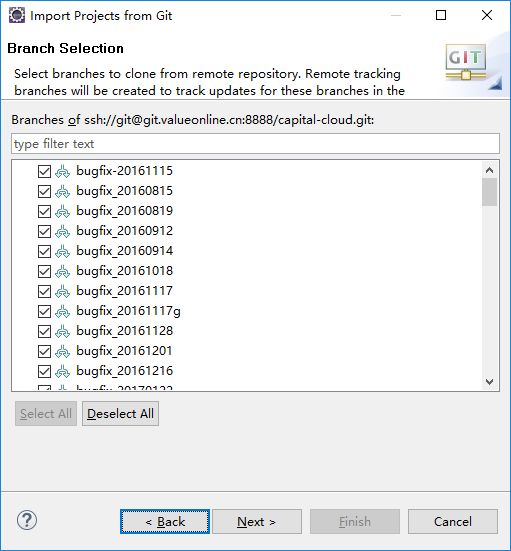 Import Projects from Git
Branch Selection
Select branches to clone from remote repository. Remote tracking
branches will be created to track updates for these branches in the
GIT
Branches of ssh://git@git.valueonline.cn:8888/capital-cloud.git:
type filter text
bugfix-20161115
bugfix_20160815
bugfix_20160819
bugfix_20160912
bugfix_20160914
bugfix_20161018
bugfix_20161117
bugfix_20161117g
bugfix_20161128
bugfix_20161201
bugfix_20161216
bugfix_20170122
Select All Deselect All
? < Back Next > Finish Cancel